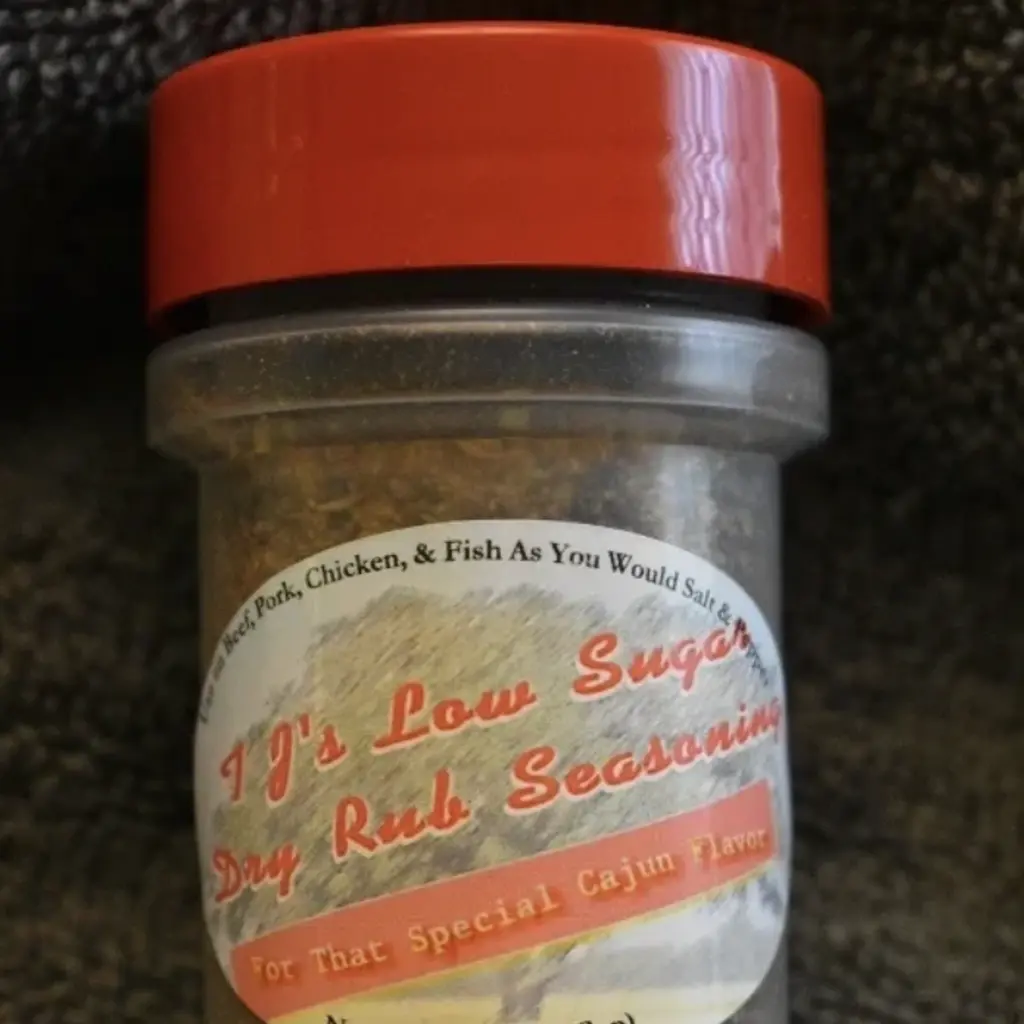 Use on Beef, Pork, Chicken, & Fish As You Would Salt & Pepper
T J's Low Sugar
Dry Rub Seasoning
For That Special Cajun Flavor